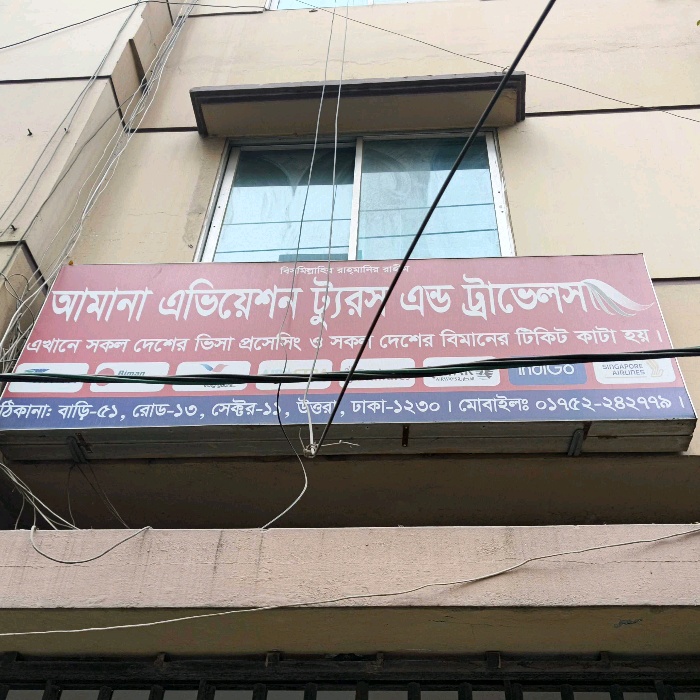 বিসমিল্লাহির রাহমানির রাহিম
আমানা এভিয়েশন ট্যুরস এন্ড ট্রাভেলস
এখানে সকল দেশের ভিসা প্রসেসিং ও সকল দেশের বিমানের টিকিট কাটা হয়।
Biman IndiGo SINGAPORE AIRLINES
ঠিকানা: বাড়ি-৫১, রোড-১৩, সেক্টর-১১, উত্তরা, ঢাকা-১২৩০। মোবাইলঃ ০১৭৫২-২৪২৭৭৯।